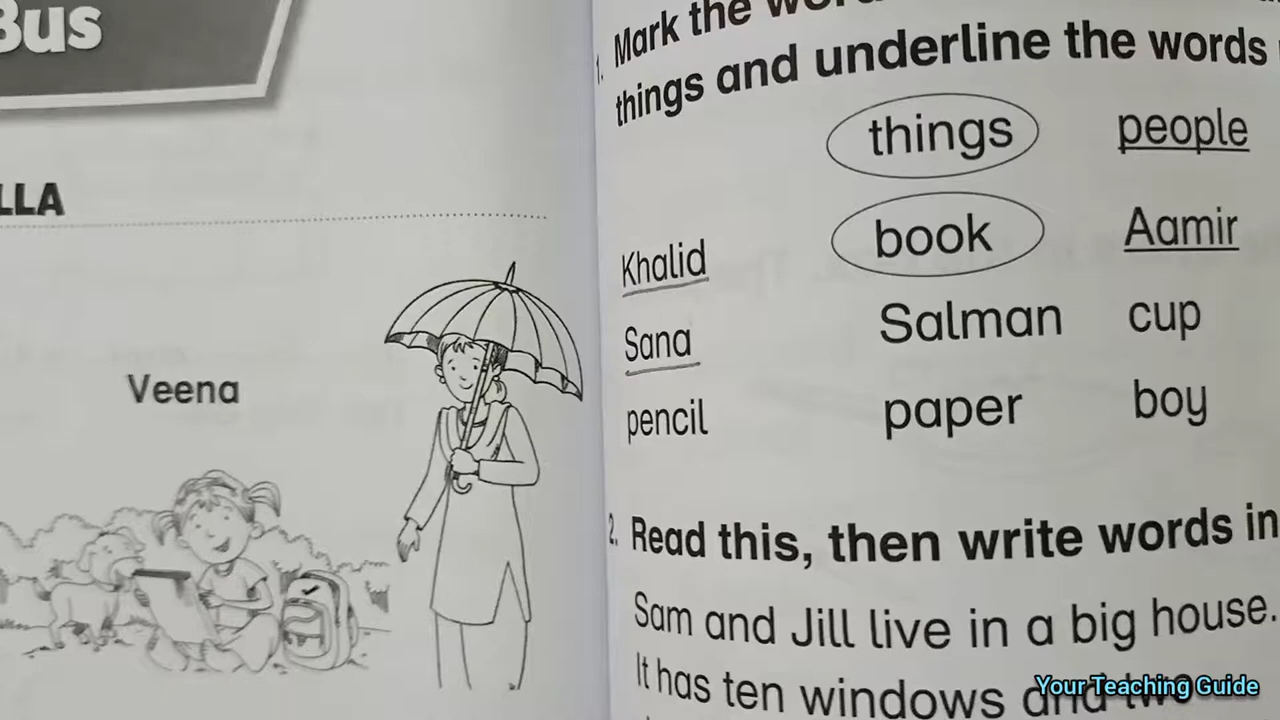 Bus
LLA
Veena
1. Mark the
things and underline the words
things people
Khalid book Aamir
Sana Salman cup
pencil paper boy
2. Read this, then write words in
Sam and Jill live in a big house.
It has ten windows and two
Your Teaching Guide